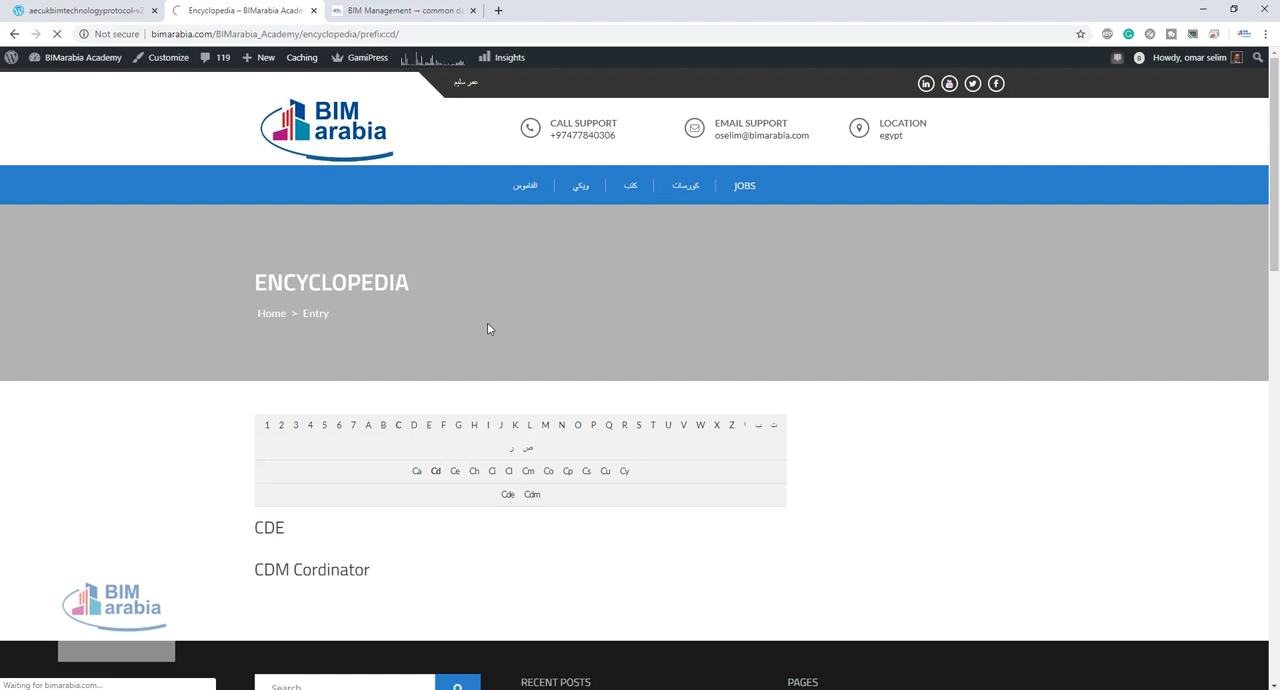 aecukbimtechnologyprotocol-v2
Encyclopedia – BIMarabia Acade
BIM Management → common da
Not secure
bimarabia.com/BIMarabia_Academy/encyclopedia/prefix:cd/
BIMarabia Academy
Customize
119
New
Caching
GamiPress
Insights
0
Howdy, omar selim
عمر سليم
BIM
arabia
CALL SUPPORT
+97477840306
EMAIL SUPPORT
oselim@bimarabia.com
LOCATION
egypt
القاموس
ويكي
كتب
كورسات
JOBS
ENCYCLOPEDIA
Home > Entry
1 2 3 4 5 6 7 A B C D E F G H I J K L M N O P Q R S T U V W X Z ا ب ت
ر ص
Ca Cd Ce Ch Ci Cl Cm Co Cp Cs Cu Cy
Cde Cdm
CDE
CDM Cordinator
BIM
arabia
Waiting for bimarabia.com...
Search
RECENT POSTS
PAGES